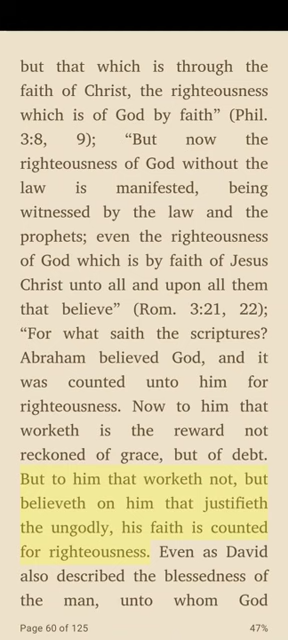 but that which is through the
faith of Christ, the righteousness
which is of God by faith” (Phil.
3:8, 9); “But now the
righteousness of God without the
law is manifested, being
witnessed by the law and the
prophets; even the righteousness
of God which is by faith of Jesus
Christ unto all and upon all them
that believe” (Rom. 3:21, 22);
“For what saith the scriptures?
Abraham believed God, and it
was counted unto him for
righteousness. Now to him that
worketh is the reward not
reckoned of grace, but of debt.
But to him that worketh not, but
believeth on him that justifieth
the ungodly, his faith is counted
for righteousness. Even as David
also described the blessedness of
the man, unto whom God
Page 60 of 125 47%